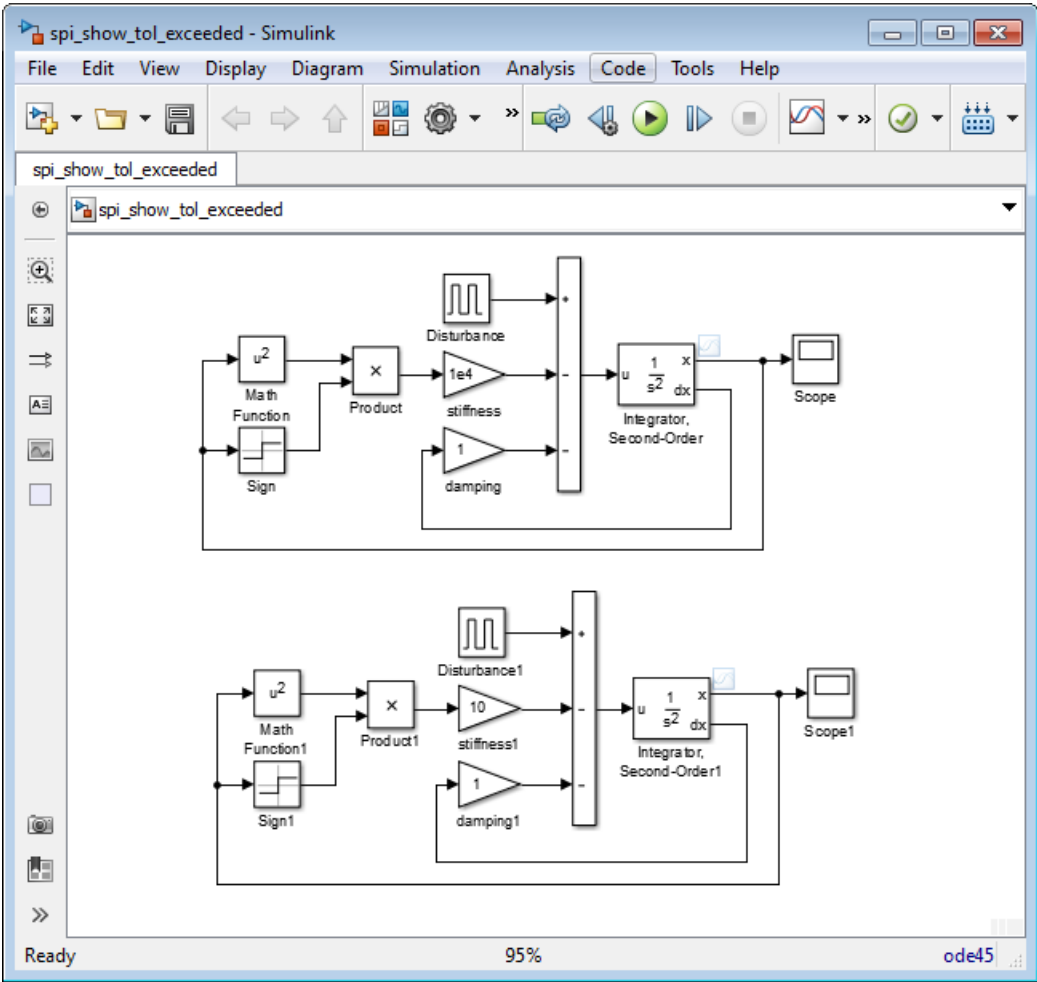 spi_show_tol_exceeded - Simulink
File Edit View Display Diagram Simulation Analysis Code Tools Help
» »
spi_show_tol_exceeded
spi_show_tol_exceeded
A
»
Disturbance
+
u²
Math
Function
×
Product
1e4
stiffness
-
u
1
s²
x
dx
Integrator,
Second-Order
Scope
Sign
1
damping
-
Disturbance1
+
u²
Math
Function1
×
Product1
10
stiffness1
-
u
1
s²
x
dx
Integrator,
Second-Order1
Scope1
Sign1
1
damping1
-
Ready 95% ode45